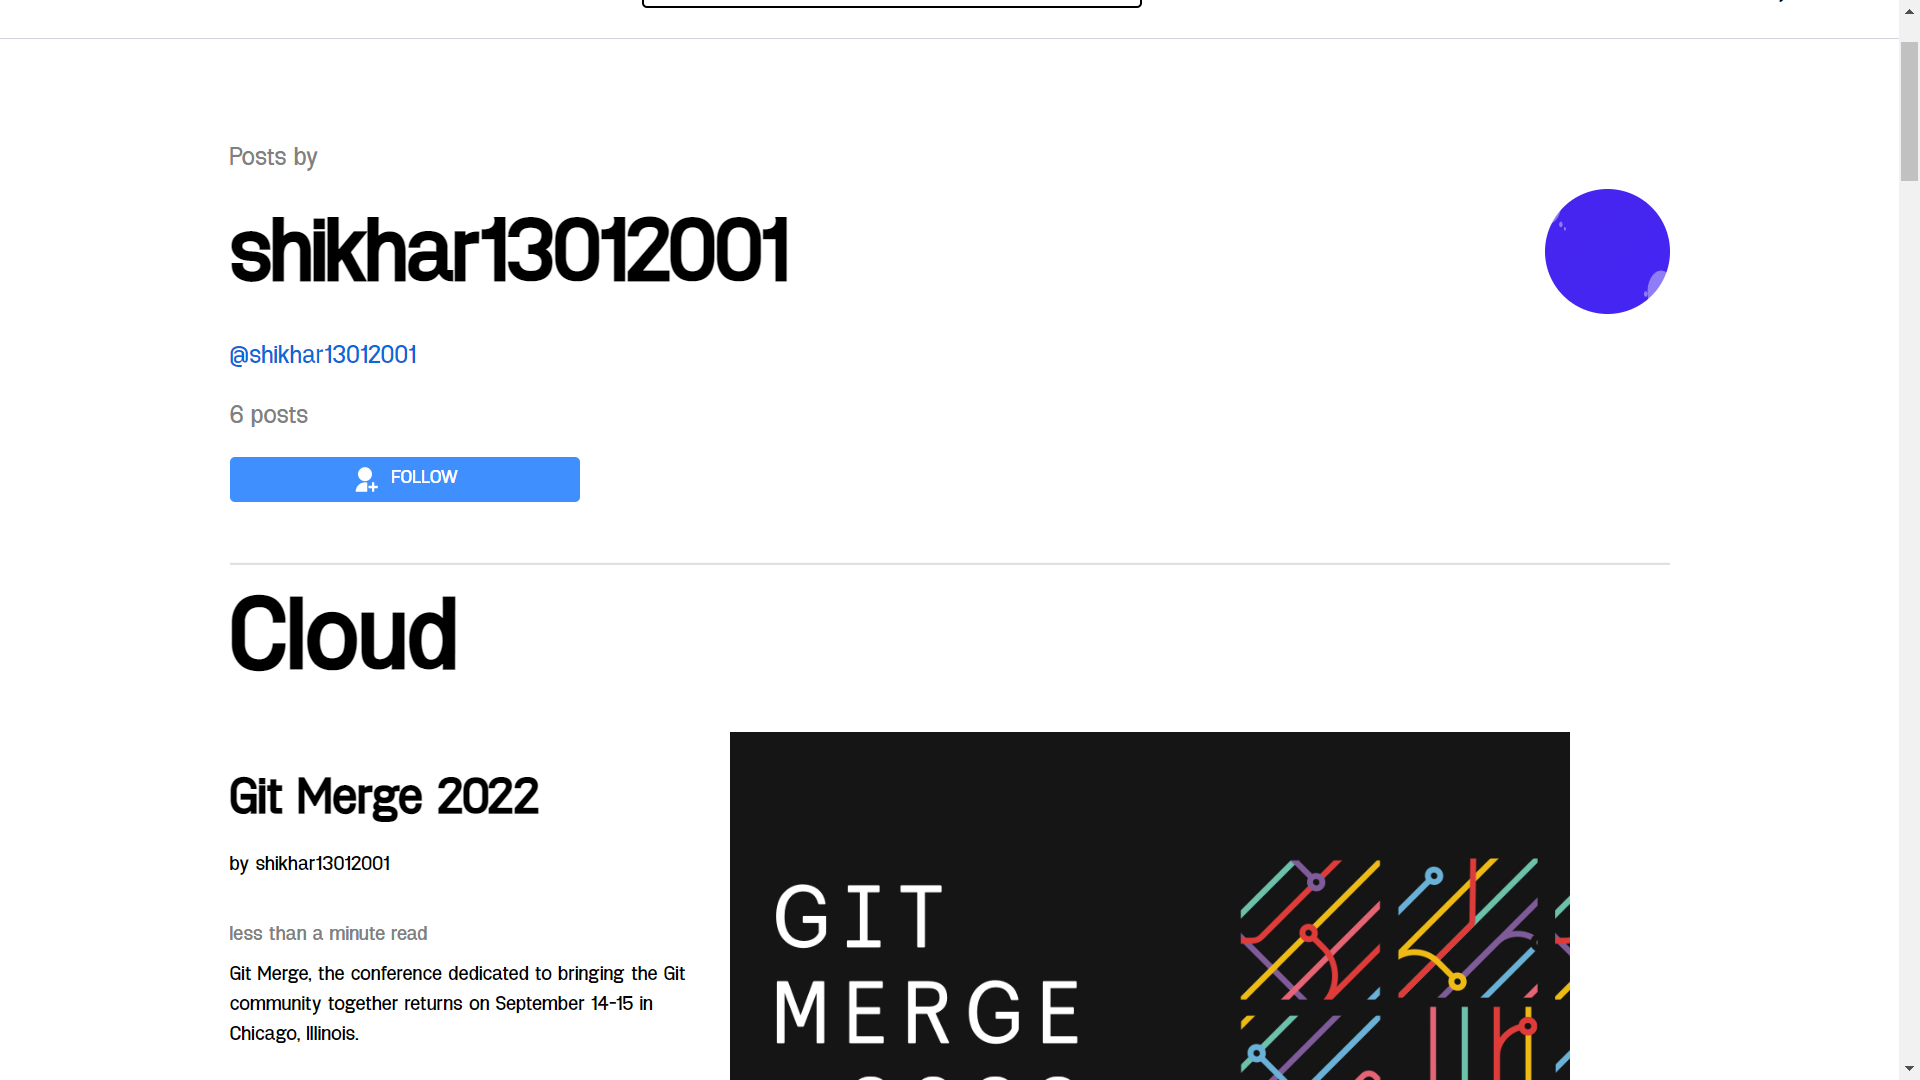 Posts by
shikhar13012001
@shikhar13012001
6 posts
FOLLOW
Cloud
Git Merge 2022
by shikhar13012001
less than a minute read
Git Merge, the conference dedicated to bringing the Git
community together returns on September 14-15 in
Chicago, Illinois.
GIT
MERGE